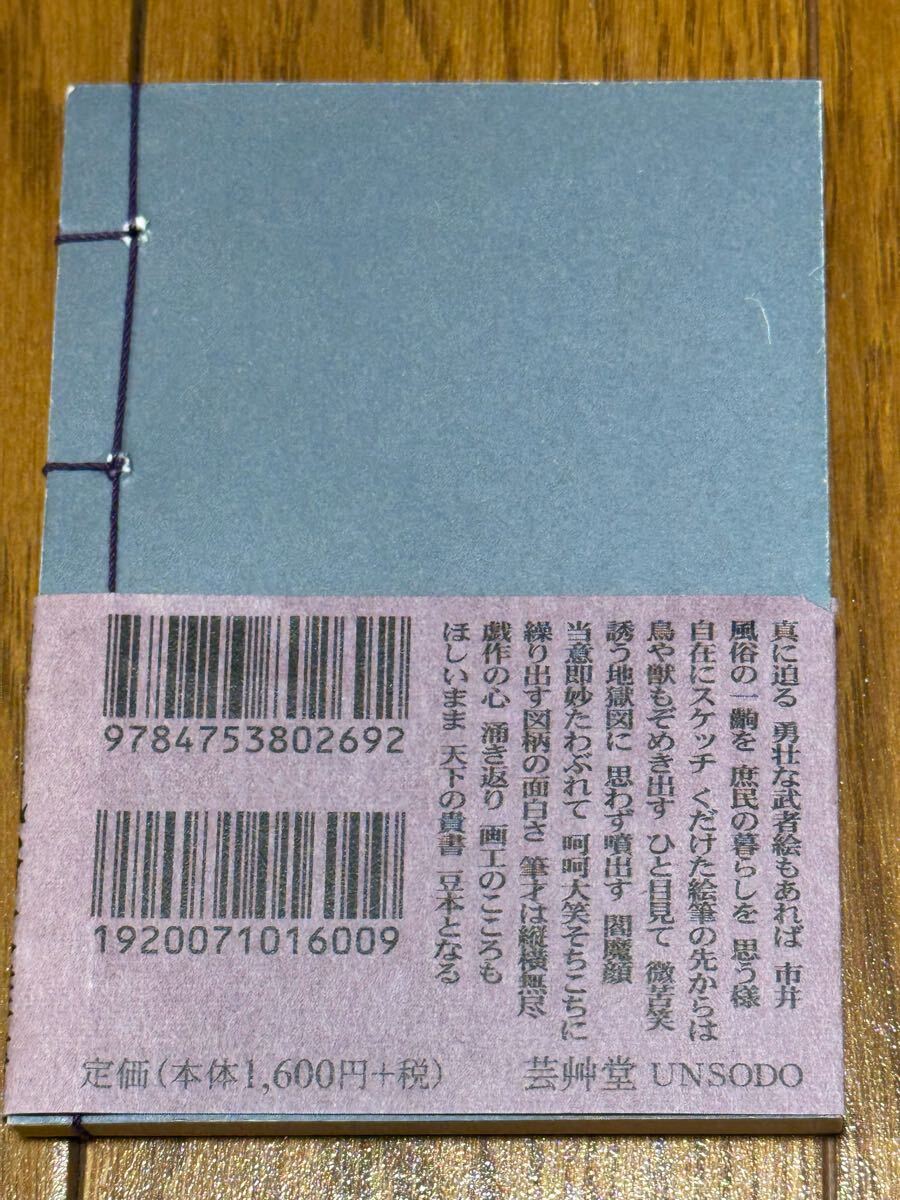 真に迫る 勇壮な武者絵もあれば 市井
風俗の一齣を 庶民の暮らしを 思う様
自在にスケッチ くだけた絵筆の先からは
鳥や獣もぞめき出す ひと目見て 微苦笑
誘う地獄図に 思わず噴出す 閻魔顔
当意即妙たわぶれて 呵呵大笑そちこちに
繰り出す図柄の面白さ 筆才は縦横無尽
戯作の心 涌き返り 画工のこころも
ほしいまま 天下の貴書 豆本となる
9784753802692
1920071016009
定価(本体1,600円+税)
芸艸堂 UNSODO